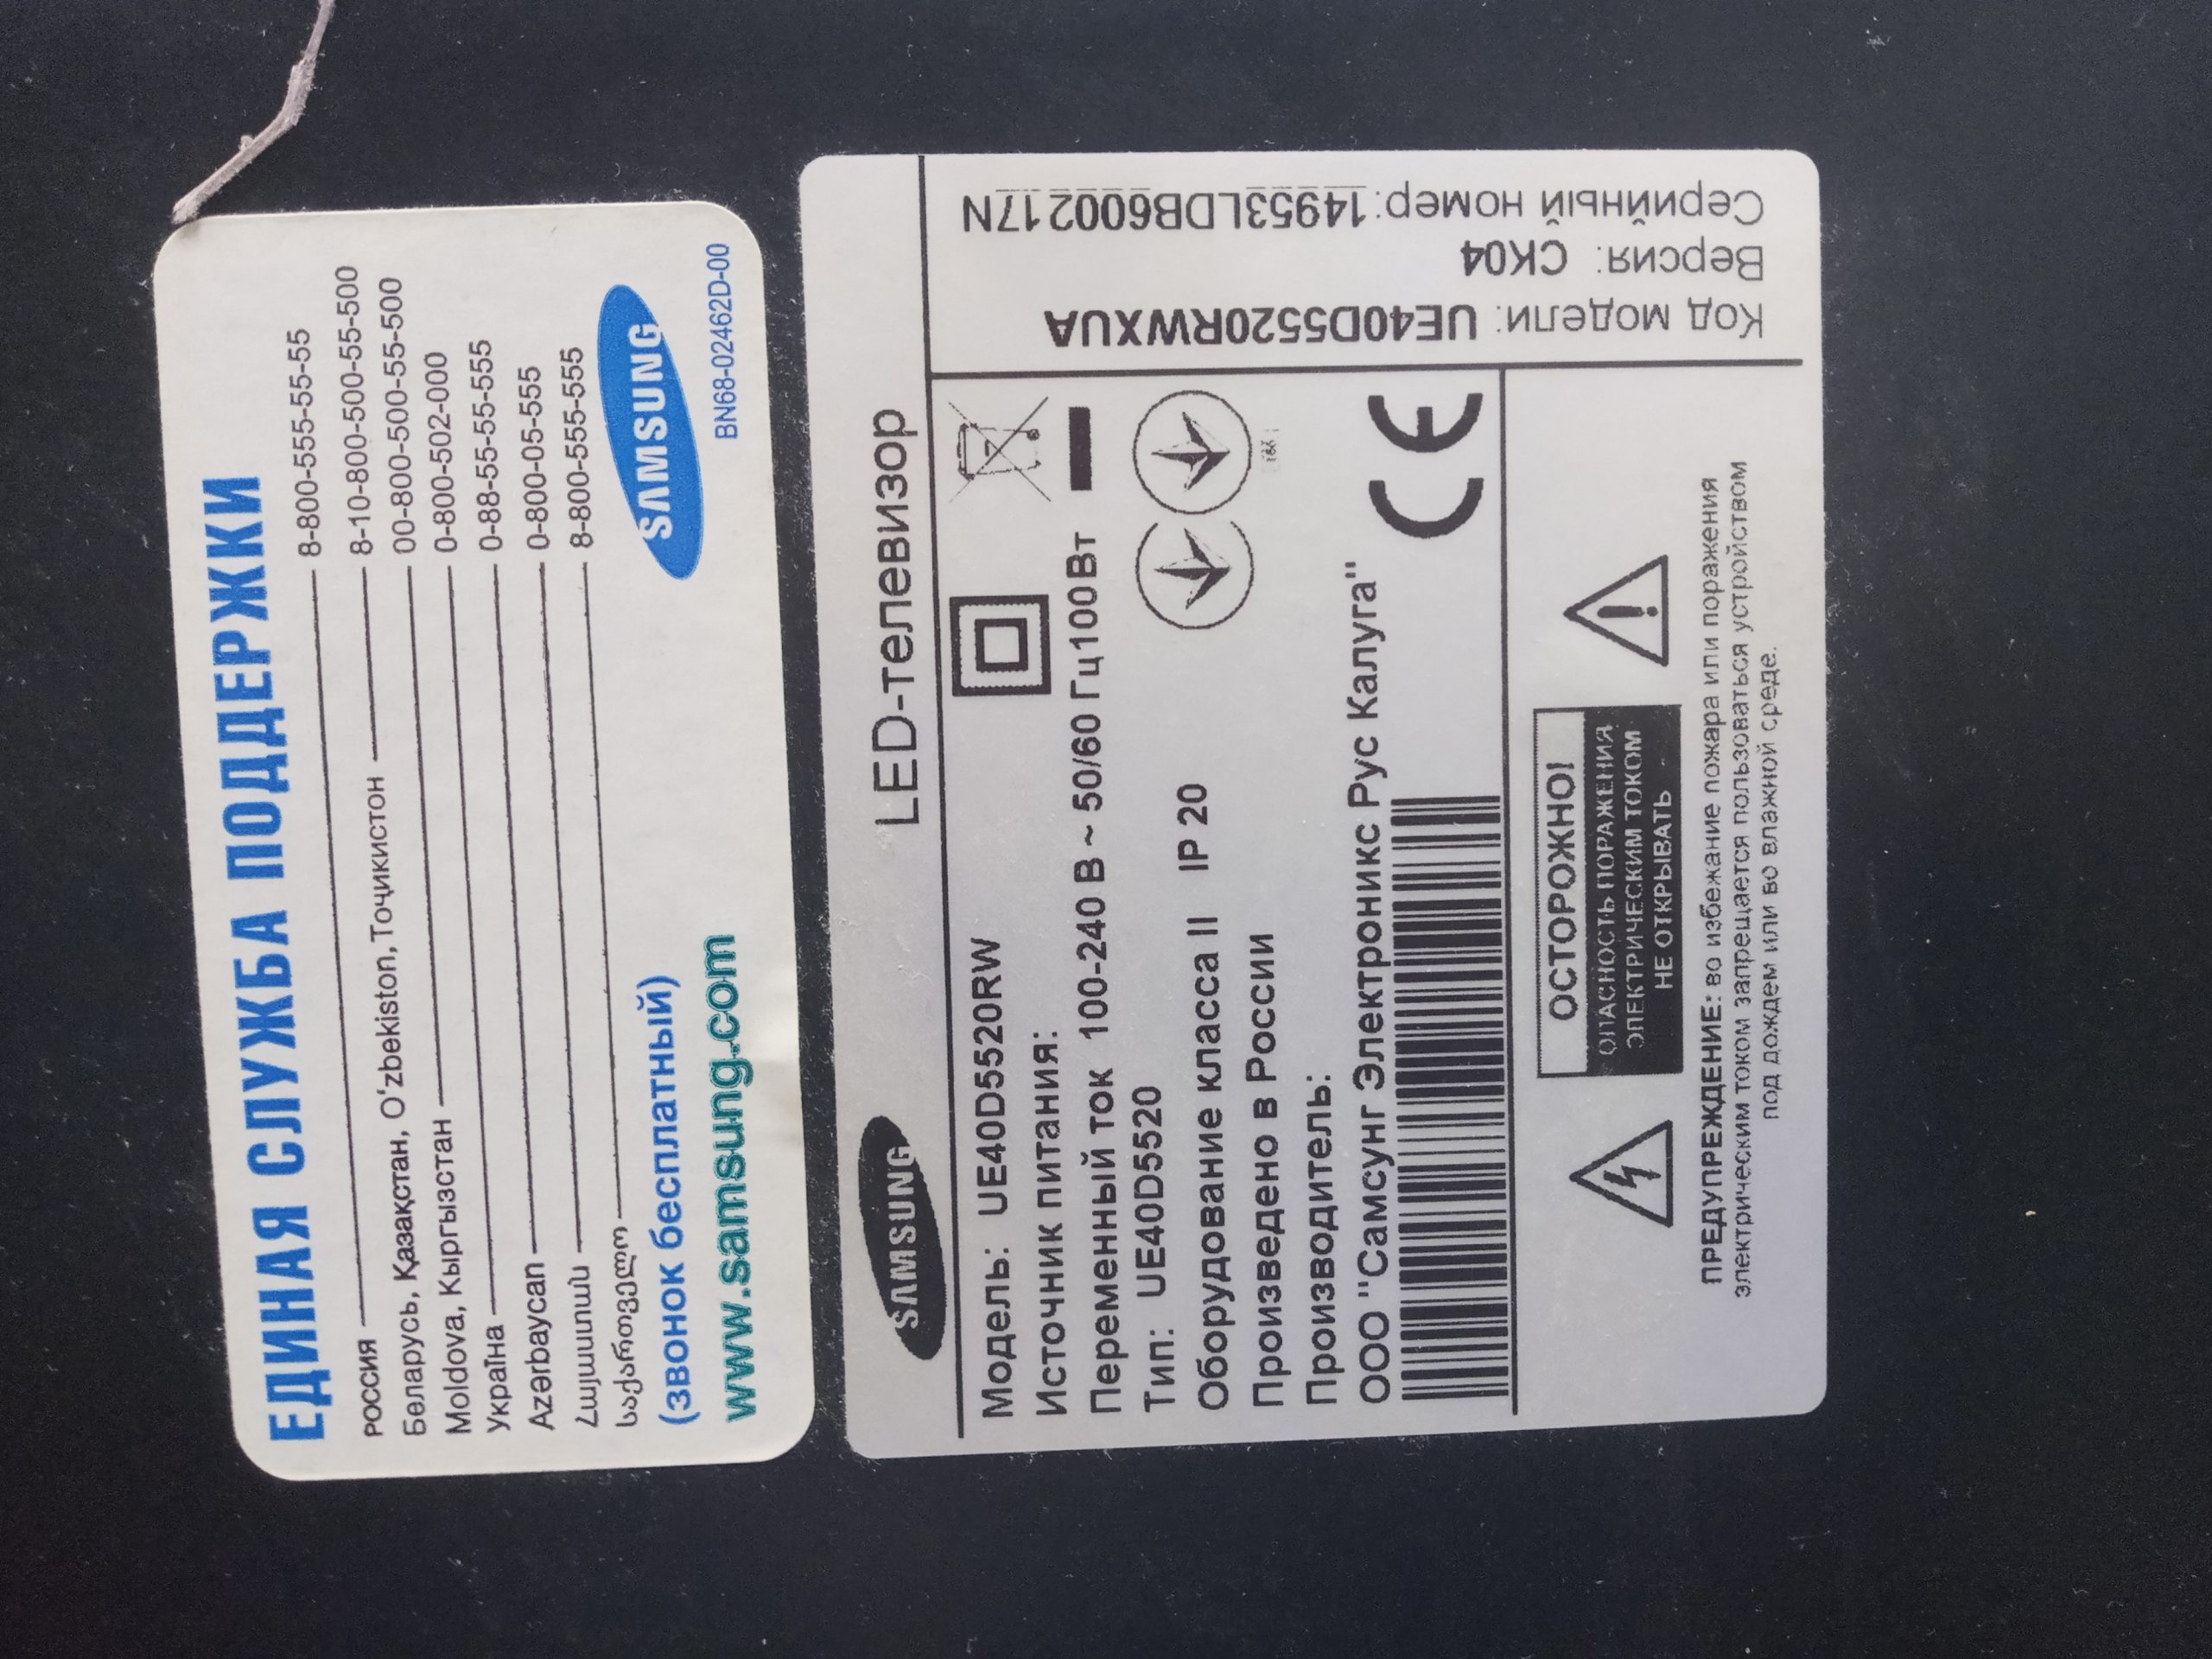 ЕДИНАЯ СЛУЖБА ПОДДЕРЖКИ
РОССИЯ 8-800-555-55-55
Беларусь, Қазақстан, O‘zbekiston, Тоҷикистон 8-10-800-500-55-500
Moldova, Кыргызстан 00-800-500-55-500
Україна 0-800-502-000
Azərbaycan 0-88-55-55-555
Հայաստան 0-800-05-555
საქართველო 8-800-555-555
(звонок бесплатный)
www.samsung.com
SAMSUNG
BN68-02462D-00
SAMSUNG LED-телевизор
Модель: UE40D5520RW
Источник питания:
Переменный ток 100-240 В ~ 50/60 Гц100Вт
Тип: UE40D5520
Оборудование класса II IP 20
Произведено в России
Производитель:
ООО "Самсунг Электроникс Рус Калуга"
CE
ОСТОРОЖНО!
ОПАСНОСТЬ ПОРАЖЕНИЯ
ЭЛЕКТРИЧЕСКИМ ТОКОМ
НЕ ОТКРЫВАТЬ
ПРЕДУПРЕЖДЕНИЕ: во избежание пожара или поражения
электрическим током запрещается пользоваться устройством
под дождем или во влажной среде.
Код модели: UE40D5520RWXUA
Версия: CK04
Серийный номер:14953LDB600217N